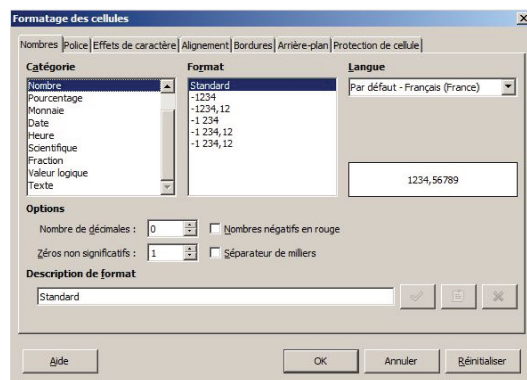 Formatage des cellules
Nombres Police Effets de caractère Alignement Bordures Arrière-plan Protection de cellule
Catégorie
Nombre
Pourcentage
Monnaie
Date
Heure
Scientifique
Fraction
Valeur logique
Texte
Format
Standard
-1234
-1234,12
-1 234
-1 234,12
-1 234,12
Langue
Par défaut - Français (France)
1234,56789
Options
Nombre de décimales : 0
Nombres négatifs en rouge
Zéros non significatifs : 1
Séparateur de milliers
Description de format
Standard
Aide
OK
Annuler
Réinitialiser